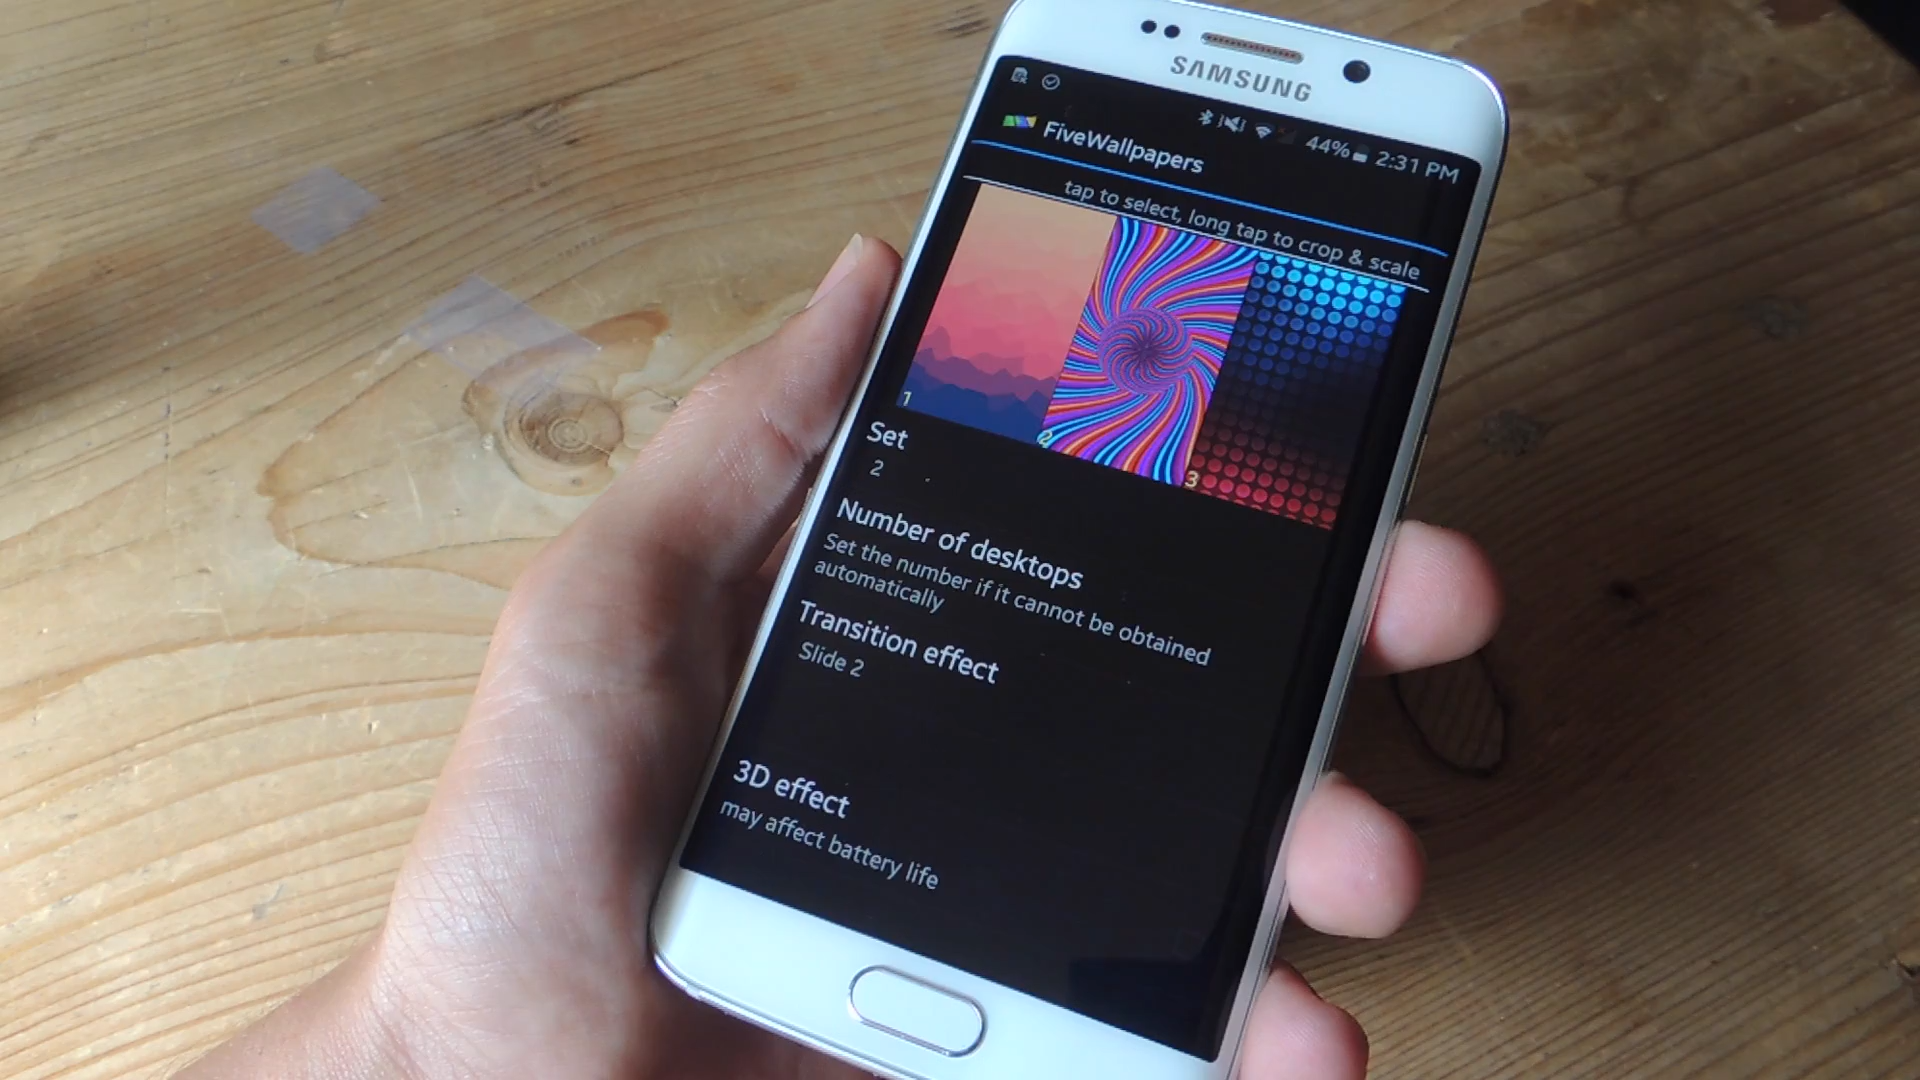 SAMSUNG
44% 2:31 PM
FiveWallpapers
tap to select, long tap to crop & scale
1
2
3
Set
2
Number of desktops
Set the number if it cannot be obtained
automatically
Transition effect
Slide 2
3D effect
may affect battery life